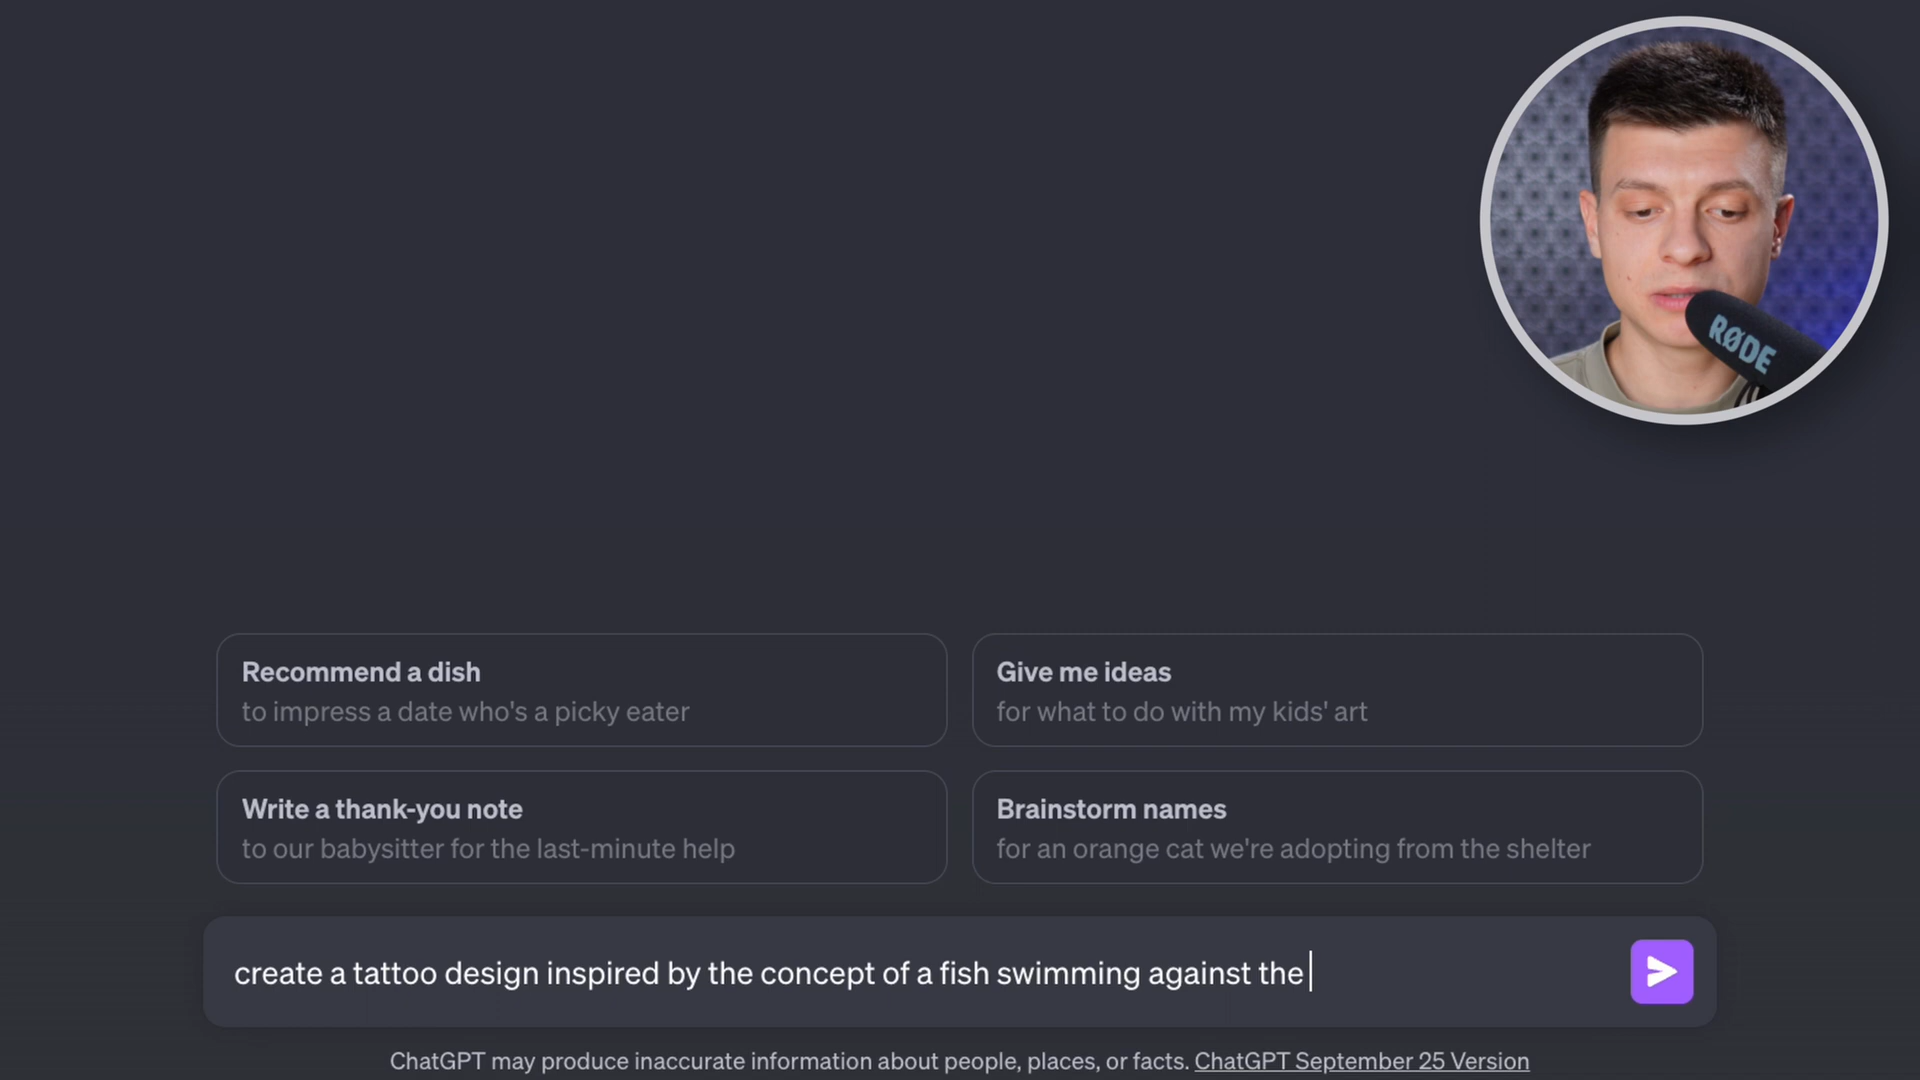 RØDE
Recommend a dish
to impress a date who's a picky eater
Give me ideas
for what to do with my kids' art
Write a thank-you note
to our babysitter for the last-minute help
Brainstorm names
for an orange cat we're adopting from the shelter
create a tattoo design inspired by the concept of a fish swimming against the
ChatGPT may produce inaccurate information about people, places, or facts. ChatGPT September 25 Version